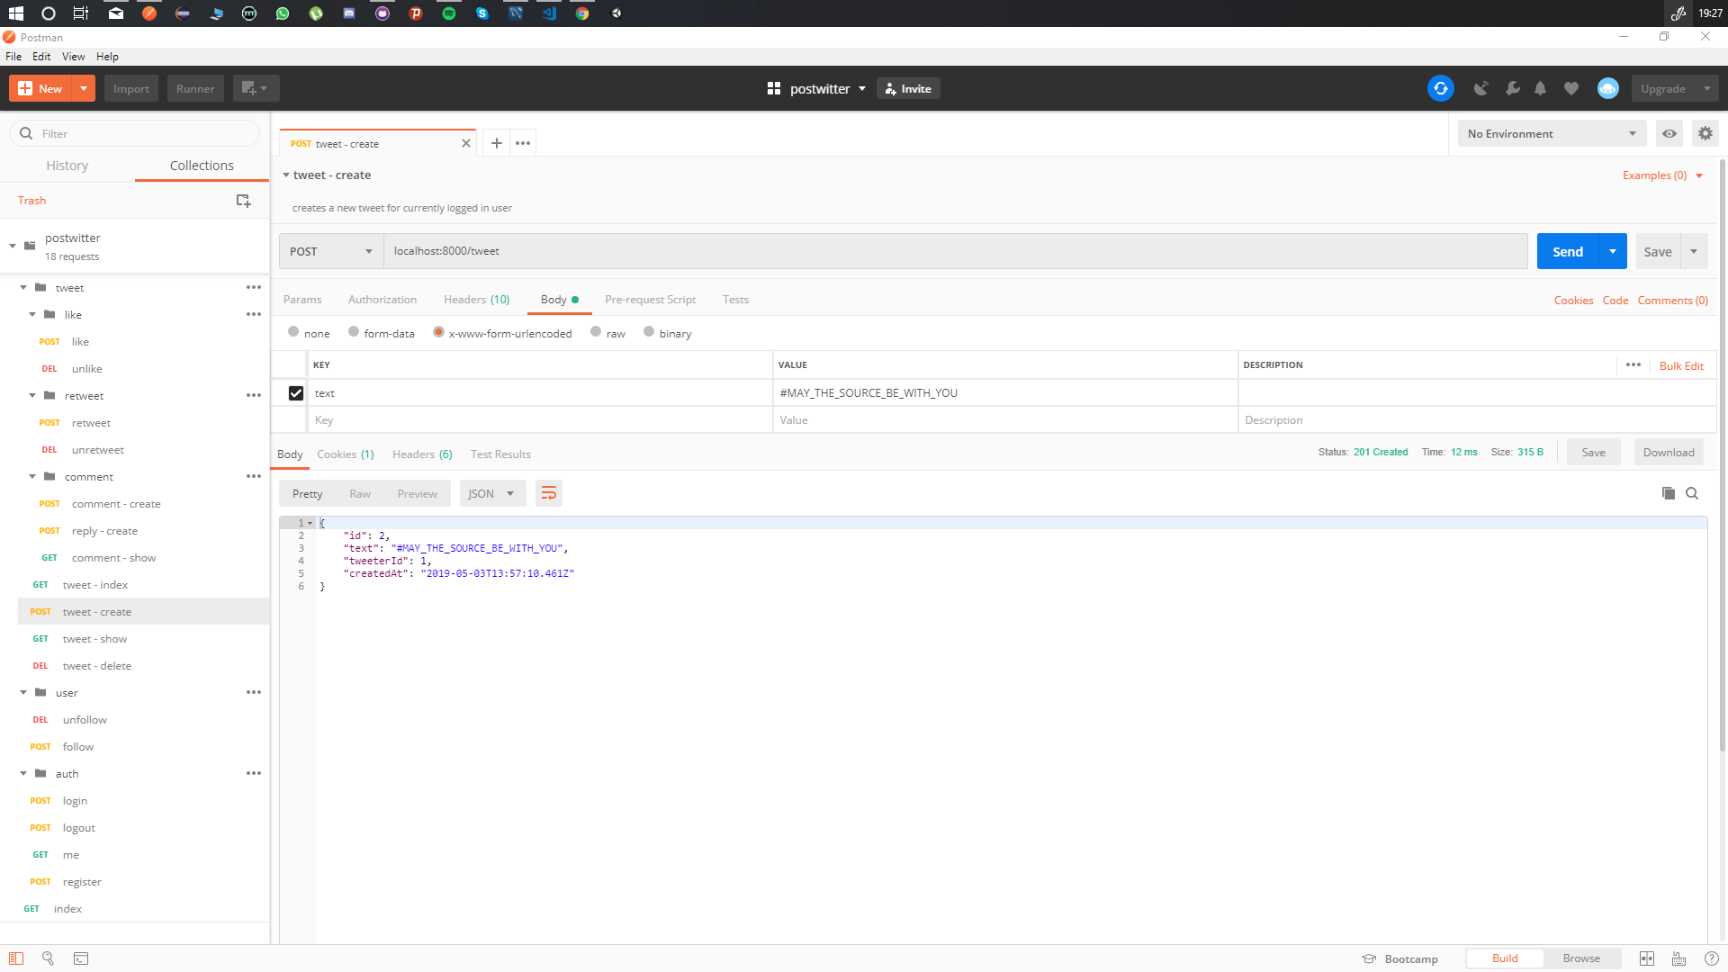 19:27
Postman
File Edit View Help
New Import Runner postwitter Invite Upgrade
Filter
History Collections
Trash
postwitter
18 requests
tweet
like
POST like
DEL unlike
retweet
POST retweet
DEL unretweet
comment
POST comment - create
POST reply - create
GET comment - show
GET tweet - index
POST tweet - create
GET tweet - show
DEL tweet - delete
user
DEL unfollow
POST follow
auth
POST login
POST logout
GET me
POST register
GET index
POST tweet - create
No Environment
tweet - create
Examples (0)
creates a new tweet for currently logged in user
POST localhost:8000/tweet Send Save
Params Authorization Headers (10) Body Pre-request Script Tests Cookies Code Comments (0)
none form-data x-www-form-urlencoded raw binary
KEY VALUE DESCRIPTION Bulk Edit
text #MAY_THE_SOURCE_BE_WITH_YOU
Key Value Description
Body Cookies (1) Headers (6) Test Results Status: 201 Created Time: 12 ms Size: 315 B Save Download
Pretty Raw Preview JSON
1 {
2 "id": 2,
3 "text": "#MAY_THE_SOURCE_BE_WITH_YOU",
4 "tweeterId": 1,
5 "createdAt": "2019-05-03T13:57:10.461Z"
6 }
Bootcamp Build Browse